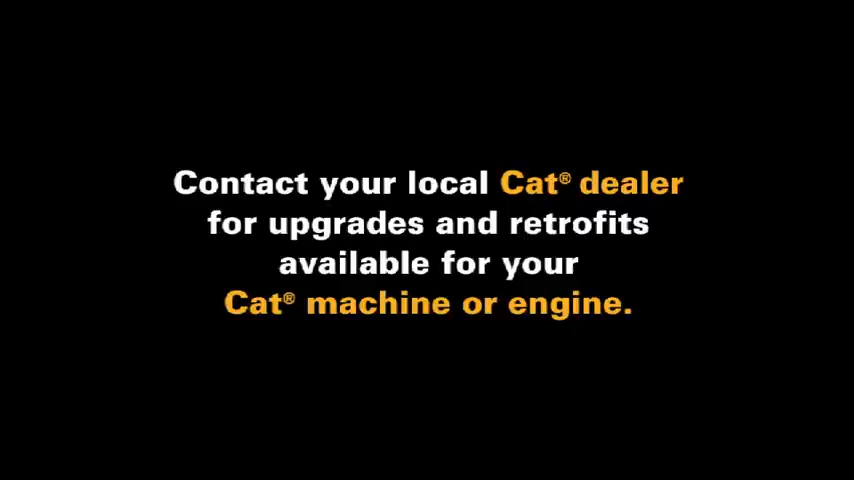 Contact your local Cat® dealer
for upgrades and retrofits
available for your
Cat® machine or engine.